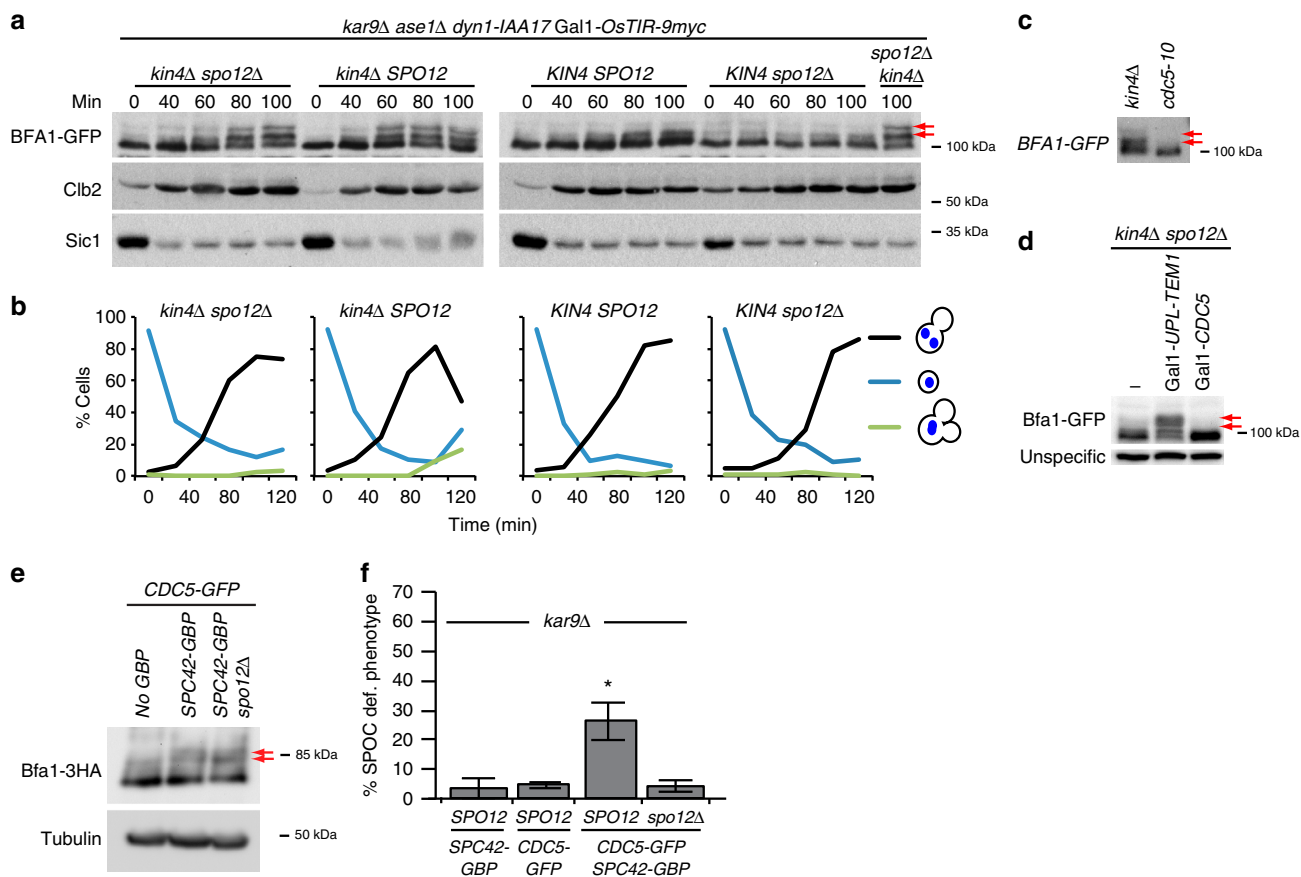 a
kar9Δ ase1Δ dyn1-IAA17 Gal1-OsTIR-9myc
kin4Δ spo12Δ
kin4Δ SPO12
KIN4 SPO12
KIN4 spo12Δ
spo12Δ
kin4Δ
Min
0 40 60 80 100
0 40 60 80 100
0 40 60 80 100
0 40 60 80 100
100
BFA1-GFP
100 kDa
Clb2
50 kDa
Sic1
35 kDa
b
kin4Δ spo12Δ
kin4Δ SPO12
KIN4 SPO12
KIN4 spo12Δ
% Cells
100
80
60
40
20
0
0 40 80 120
0 40 80 120
0 40 80 120
0 40 80 120
Time (min)
c
kin4Δ
cdc5-10
BFA1-GFP
100 kDa
d
kin4Δ spo12Δ
–
Gal1-UPL-TEM1
Gal1-CDC5
Bfa1-GFP
100 kDa
Unspecific
e
CDC5-GFP
No GBP
SPC42-GBP
SPC42-GBP
spo12Δ
Bfa1-3HA
85 kDa
Tubulin
50 kDa
f
% SPOC def. phenotype
70
60
50
40
30
20
10
0
kar9Δ
*
SPO12
SPO12
SPO12
spo12Δ
SPC42-
GBP
CDC5-
GFP
CDC5-GFP
SPC42-GBP